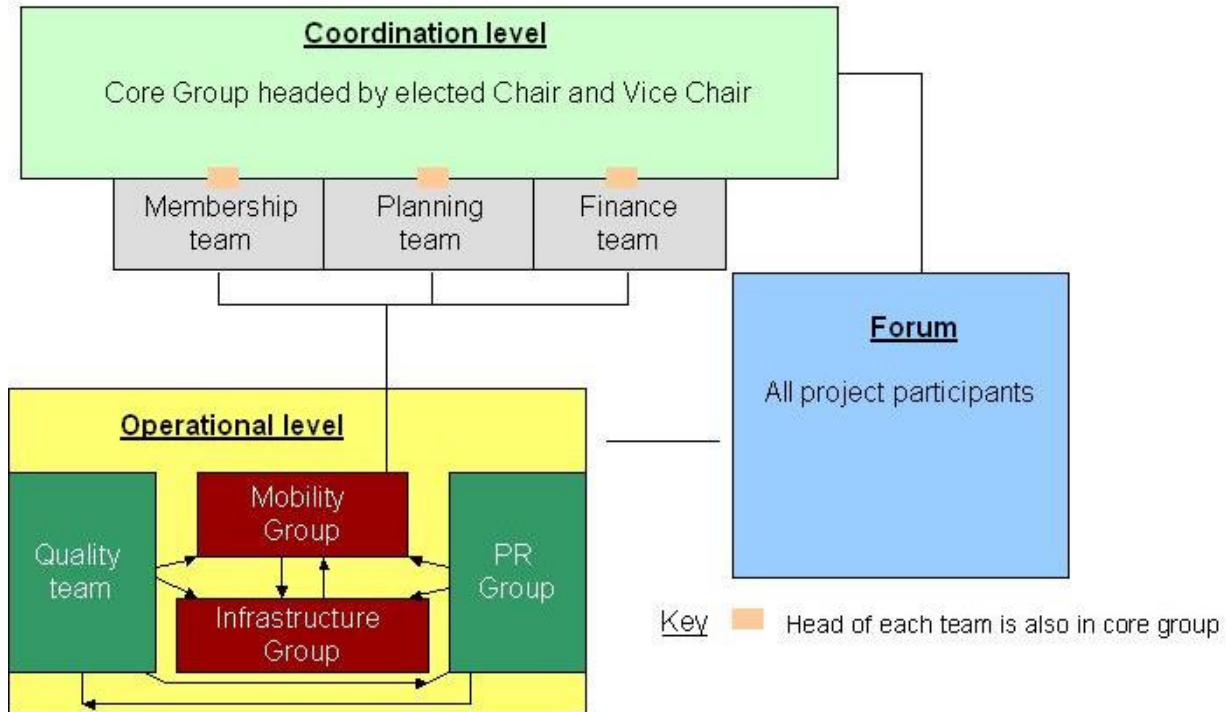 Coordination level
Core Group headed by elected Chair and Vice Chair
Membership
team
Planning
team
Finance
team
Forum
All project participants
Operational level
Mobility
Group
Quality
team
PR
Group
Infrastructure
Group
Key
Head of each team is also in core group